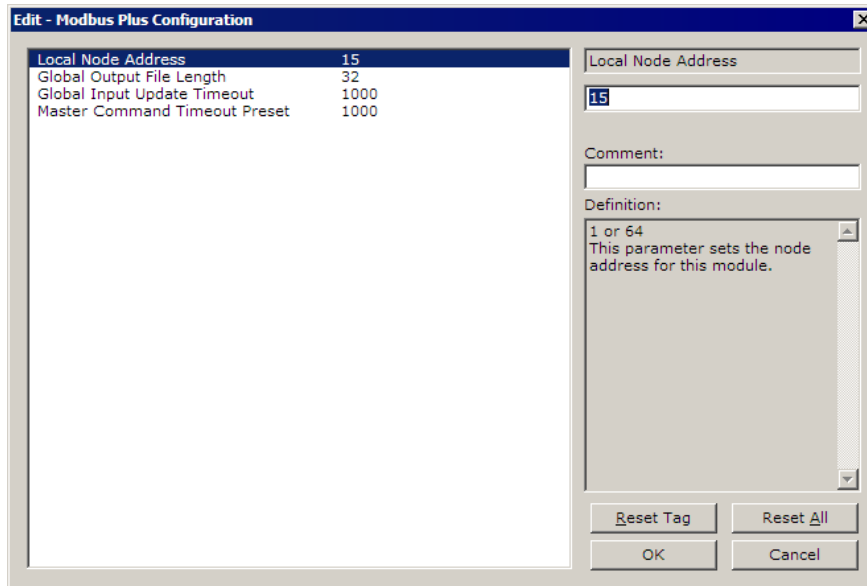 Edit - Modbus Plus Configuration
Local Node Address 15
Global Output File Length 32
Global Input Update Timeout 1000
Master Command Timeout Preset 1000
Local Node Address
15
Comment:
Definition:
1 or 64
This parameter sets the node
address for this module.
Reset Tag Reset All
OK Cancel